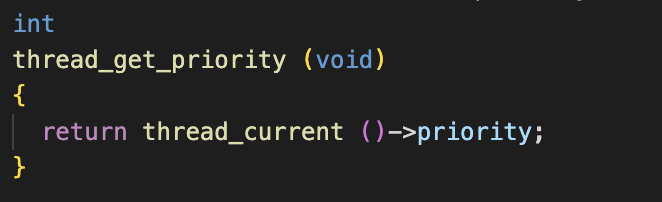 int
thread_get_priority (void)
{
  return thread_current ()->priority;
}